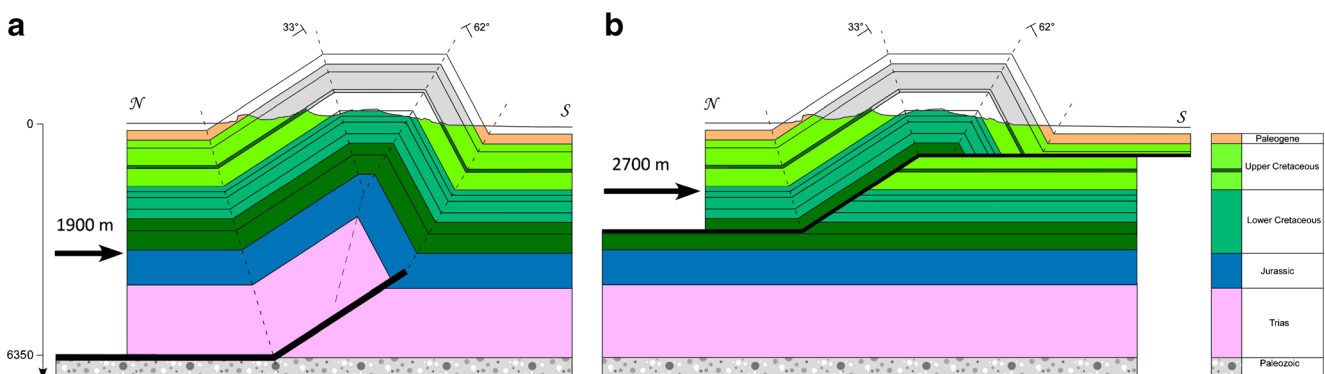 a
33°
62°
N
S
0
1900 m
6350
b
33°
62°
N
S
2700 m
Paleogene
Upper Cretaceous
Lower Cretaceous
Jurassic
Trias
Paleozoic